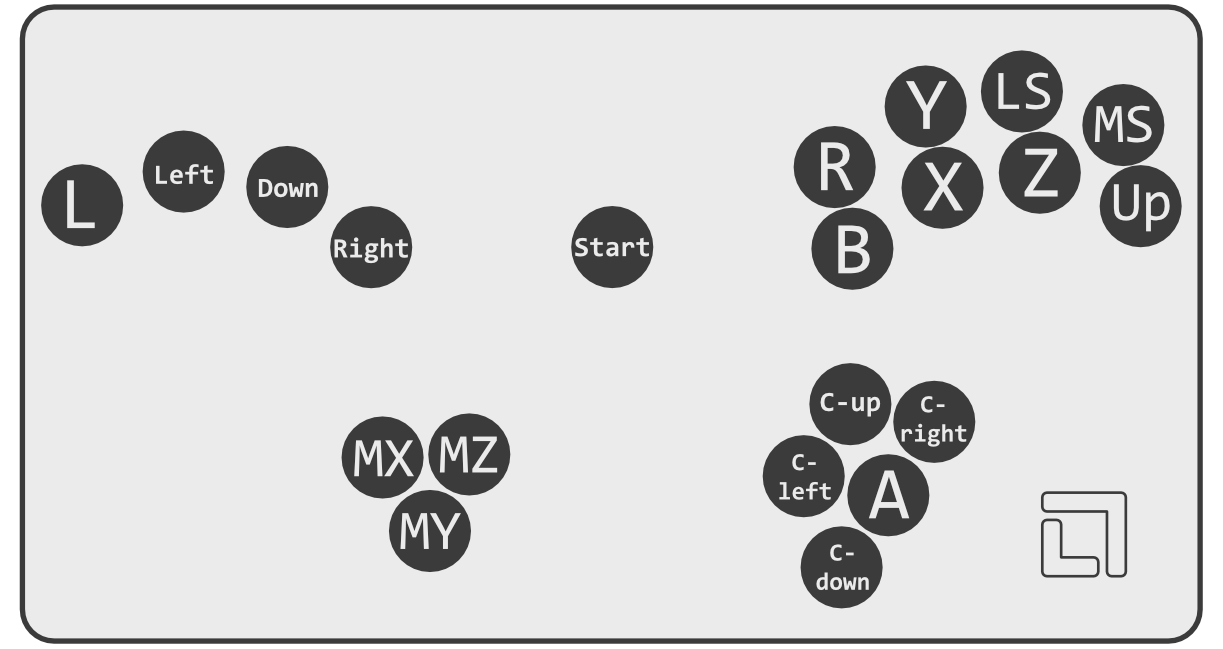 L
Left
Down
Right
Start
R
Y
LS
MS
B
X
Z
Up
MX
MZ
MY
C-up
C-
right
C-
left
A
C-
down